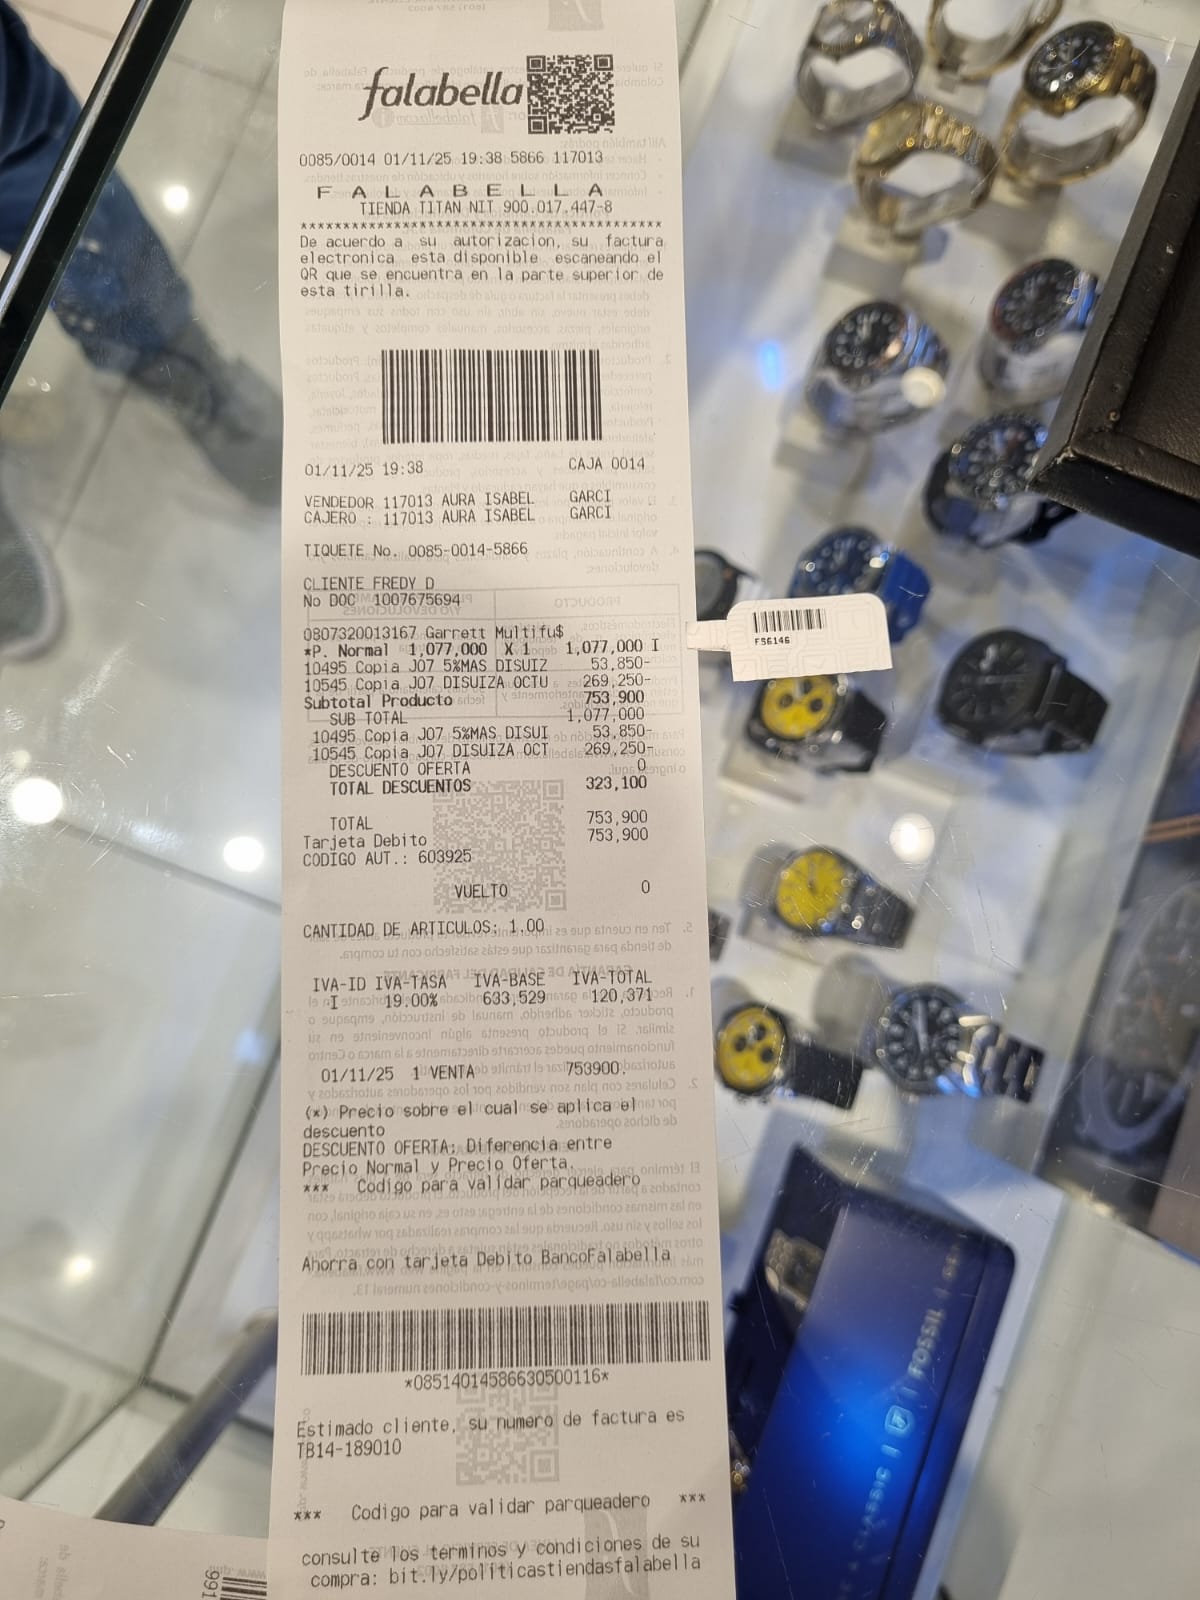 falabella
0085/0014 01/11/25 19:38 5866 117013
F A L A B E L L A
TIENDA TITAN NIT 900.017.447-8
******************************************
De acuerdo a su autorizacion, su factura
electronica esta disponible escaneando el
QR que se encuentra en la parte superior de
esta tirilla.
01/11/25 19:38 CAJA 0014
VENDEDOR 117013 AURA ISABEL GARCI
CAJERO : 117013 AURA ISABEL GARCI
TIQUETE No. 0085-0014-5866
CLIENTE FREDY D
No DOC 1007675694
0807320013167 Garrett Multifu$
*P. Normal 1,077,000 X 1 1,077,000 I
10495 Copia J07 5%MAS DISUIZ 53,850-
10545 Copia J07 DISUIZA OCTU 269,250-
Subtotal Producto 753,900
SUB TOTAL 1,077,000
10495 Copia J07 5%MAS DISUI 53,850-
10545 Copia J07 DISUIZA OCT 269,250-
DESCUENTO OFERTA 0
TOTAL DESCUENTOS 323,100
TOTAL 753,900
Tarjeta Debito 753,900
CODIGO AUT.: 603925
VUELTO 0
CANTIDAD DE ARTICULOS: 1.00
IVA-ID IVA-TASA IVA-BASE IVA-TOTAL
I 19.00% 633,529 120,371
01/11/25 1 VENTA 753900.
(*) Precio sobre el cual se aplica el
descuento
DESCUENTO OFERTA: Diferencia entre
Precio Normal y Precio Oferta.
*** Codigo para validar parqueadero
Ahorra con tarjeta Debito BancoFalabella
*08514014586630500116*
Estimado cliente, su numero de factura es
TB14-189010
*** Codigo para validar parqueadero ***
consulte los terminos y condiciones de su
compra: bit.ly/politicastiendasfalabella
FS6146
A CLASSIC | FOSSIL
991